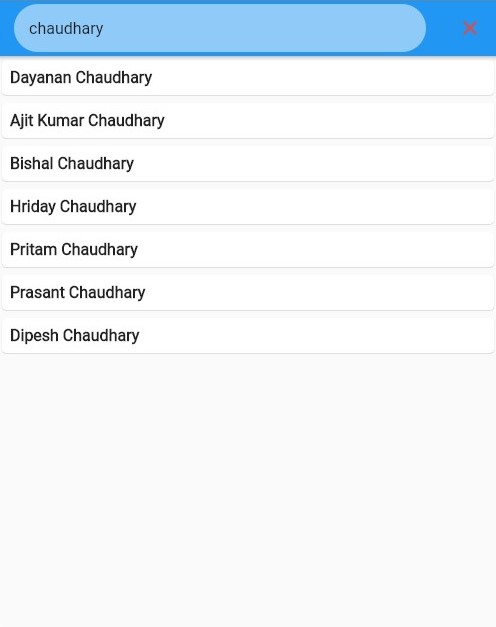 chaudhary
Dayanan Chaudhary
Ajit Kumar Chaudhary
Bishal Chaudhary
Hriday Chaudhary
Pritam Chaudhary
Prasant Chaudhary
Dipesh Chaudhary